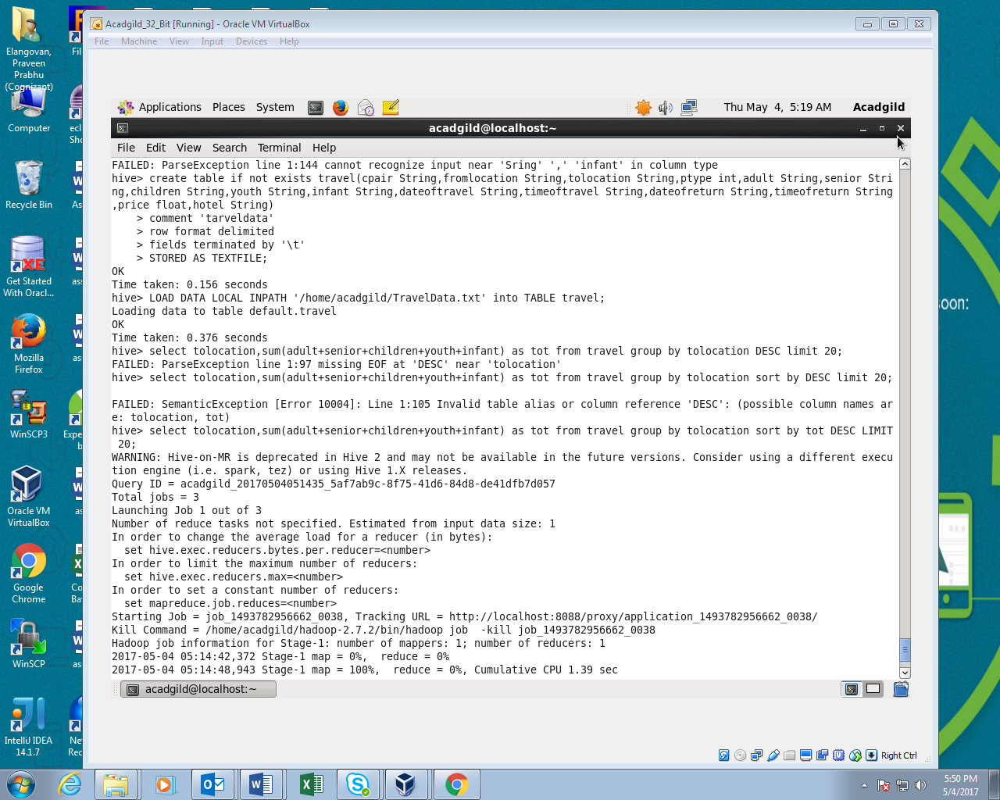 Acadgild_32_Bit [Running] - Oracle VM VirtualBox
File Machine View Input Devices Help
Applications Places System
Thu May 4, 5:19 AM Acadgild
acadgild@localhost:~
File Edit View Search Terminal Help
FAILED: ParseException line 1:144 cannot recognize input near 'Sring' ',' 'infant' in column type
hive> create table if not exists travel(cpair String,fromlocation String,tolocation String,ptype int,adult String,senior Stri
ng,children String,youth String,infant String,dateoftravel String,timeoftravel String,dateofreturn String,timeofreturn String
,price float,hotel String)
    > comment 'tarveldata'
    > row format delimited
    > fields terminated by '\t'
    > STORED AS TEXTFILE;
OK
Time taken: 0.156 seconds
hive> LOAD DATA LOCAL INPATH '/home/acadgild/TravelData.txt' into TABLE travel;
Loading data to table default.travel
OK
Time taken: 0.376 seconds
hive> select tolocation,sum(adult+senior+children+youth+infant) as tot from travel group by tolocation DESC limit 20;
FAILED: ParseException line 1:97 missing EOF at 'DESC' near 'tolocation'
hive> select tolocation,sum(adult+senior+children+youth+infant) as tot from travel group by tolocation sort by DESC limit 20;
FAILED: SemanticException [Error 10004]: Line 1:105 Invalid table alias or column reference 'DESC': (possible column names ar
e: tolocation, tot)
hive> select tolocation,sum(adult+senior+children+youth+infant) as tot from travel group by tolocation sort by tot DESC LIMIT
 20;
WARNING: Hive-on-MR is deprecated in Hive 2 and may not be available in the future versions. Consider using a different execu
tion engine (i.e. spark, tez) or using Hive 1.X releases.
Query ID = acadgild_20170504051435_5af7ab9c-8f75-41d6-84d8-de41dfb7d057
Total jobs = 3
Launching Job 1 out of 3
Number of reduce tasks not specified. Estimated from input data size: 1
In order to change the average load for a reducer (in bytes):
  set hive.exec.reducers.bytes.per.reducer=<number>
In order to limit the maximum number of reducers:
  set hive.exec.reducers.max=<number>
In order to set a constant number of reducers:
  set mapreduce.job.reduces=<number>
Starting Job = job_1493782956662_0038, Tracking URL = http://localhost:8088/proxy/application_1493782956662_0038/
Kill Command = /home/acadgild/hadoop-2.7.2/bin/hadoop job  -kill job_1493782956662_0038
Hadoop job information for Stage-1: number of mappers: 1; number of reducers: 1
2017-05-04 05:14:42,372 Stage-1 map = 0%,  reduce = 0%
2017-05-04 05:14:48,943 Stage-1 map = 100%,  reduce = 0%, Cumulative CPU 1.39 sec
acadgild@localhost:~
Right Ctrl
Elangovan,
Praveen
Prabhu
(Cognizant)
Computer
Recycle Bin
XE
Get Started
With Oracl...
Mozilla
Firefox
WinSCP3
Oracle VM
VirtualBox
Google
Chrome
WinSCP
IntelliJ IDEA
14.1.7
Fil
ecl
Sho
As
ass
as
as
Expe
b
as
Co
Bat
as
Ne
Rec
oon:
5:50 PM
5/4/2017